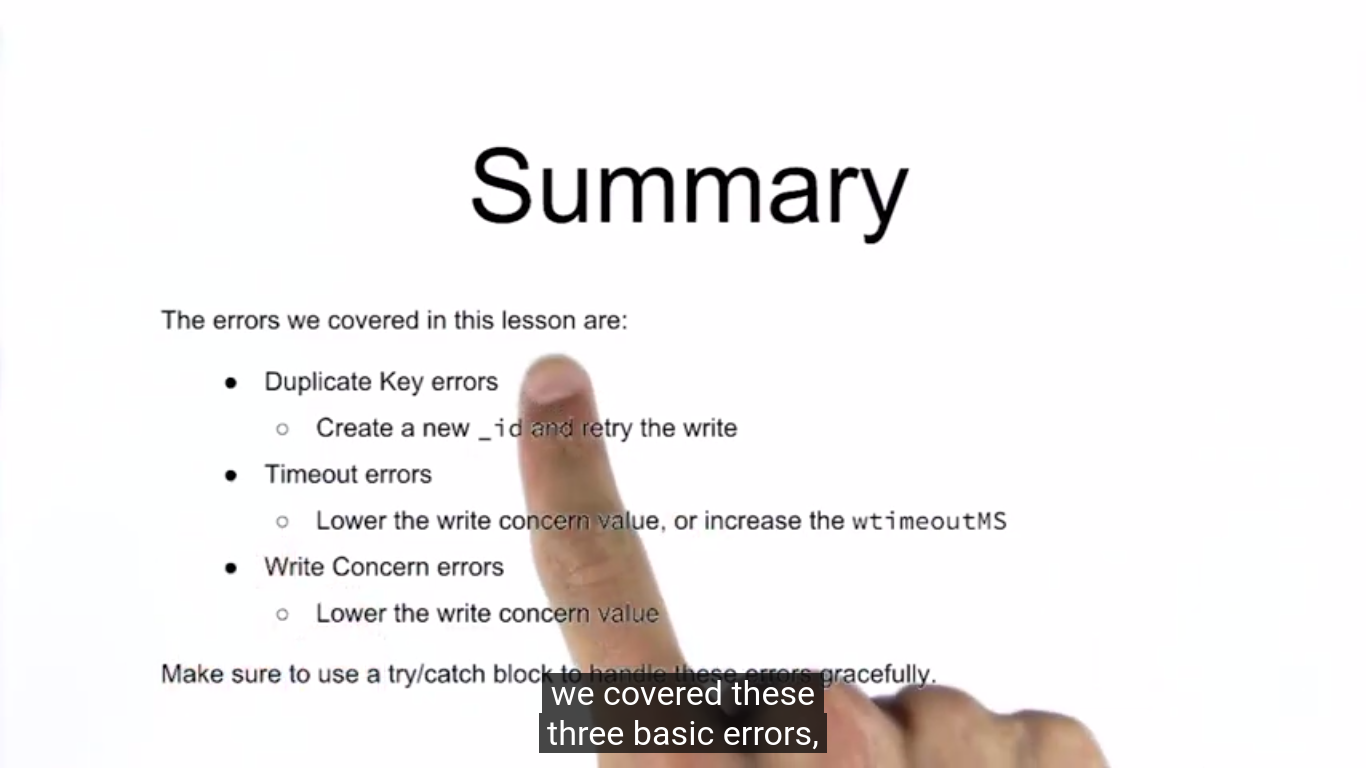 Summary
The errors we covered in this lesson are:
● Duplicate Key errors
○ Create a new _id and retry the write
● Timeout errors
○ Lower the write concern value, or increase the wtimeoutMS
● Write Concern errors
○ Lower the write concern value
Make sure to use a try/catch block to handle these errors gracefully.
we covered these
three basic errors,